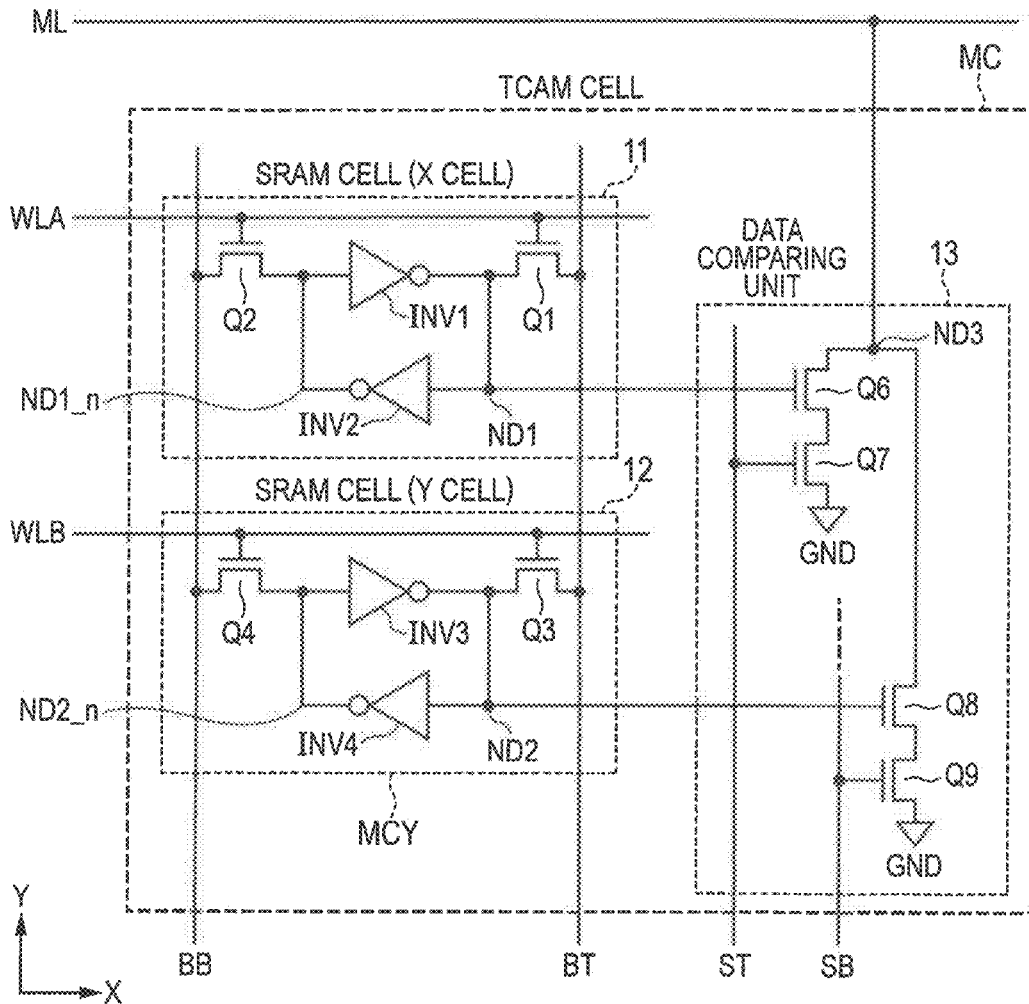 ML
MC
TCAM CELL
11
SRAM CELL (X CELL)
WLA
DATA
COMPARING
UNIT
13
Q2
INV1
Q1
ND3
Q6
ND1_n
INV2
ND1
Q7
12
SRAM CELL (Y CELL)
WLB
GND
Q4
INV3
Q3
ND2_n
INV4
ND2
Q8
Q9
MCY
GND
Y
X
BB
BT
ST
SB